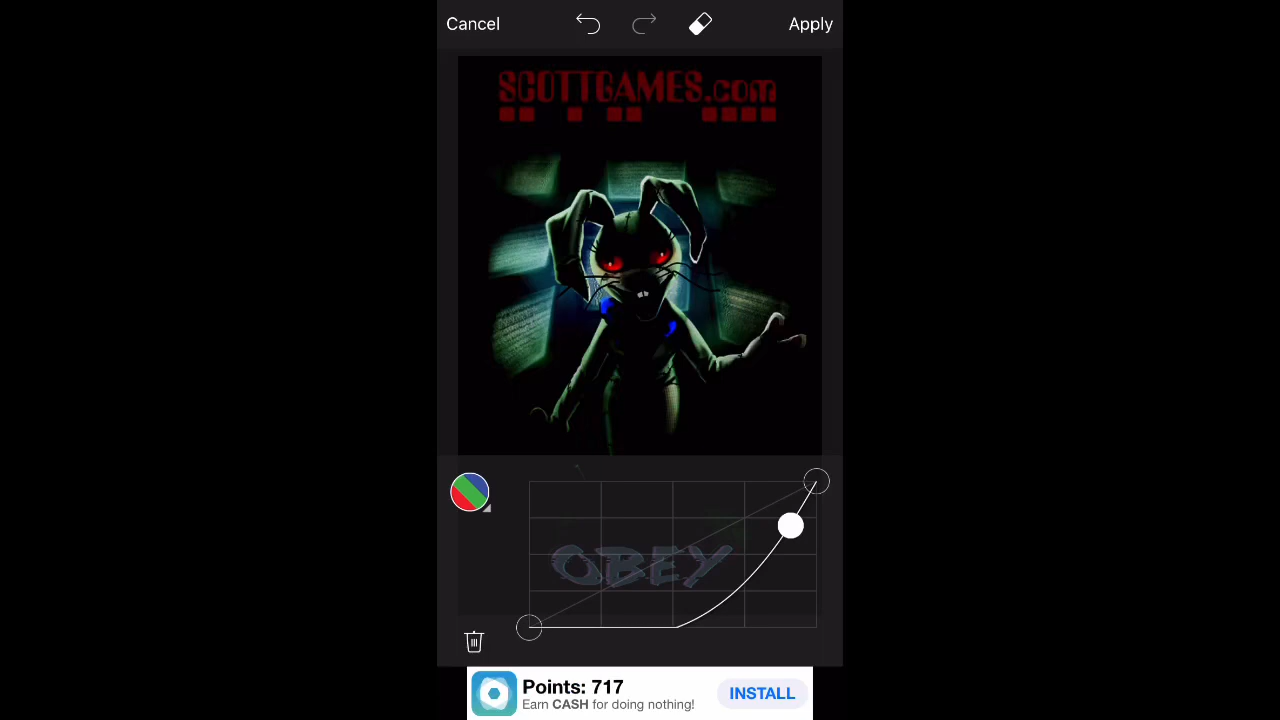 Cancel
Apply
SCOTTGAMES.com
OBEY
Points: 717
INSTALL
Earn CASH for doing nothing!